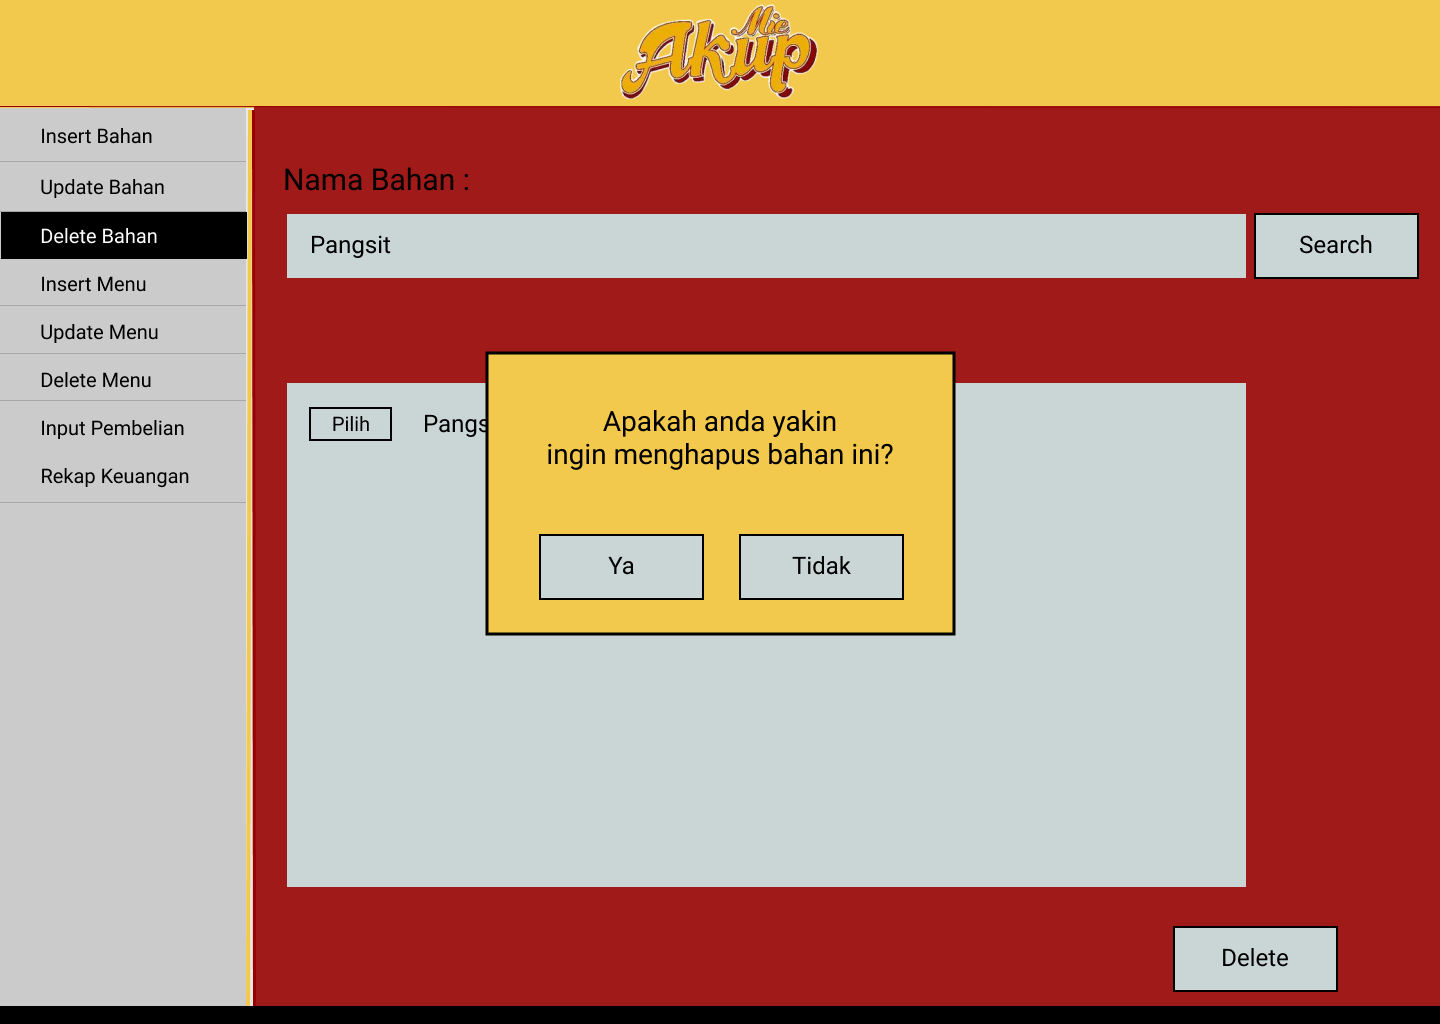 Mie
Akup
Insert Bahan
Update Bahan
Delete Bahan
Insert Menu
Update Menu
Delete Menu
Input Pembelian
Rekap Keuangan
Nama Bahan :
Pangsit
Search
Pilih
Pangs
Apakah anda yakin
ingin menghapus bahan ini?
Ya
Tidak
Delete